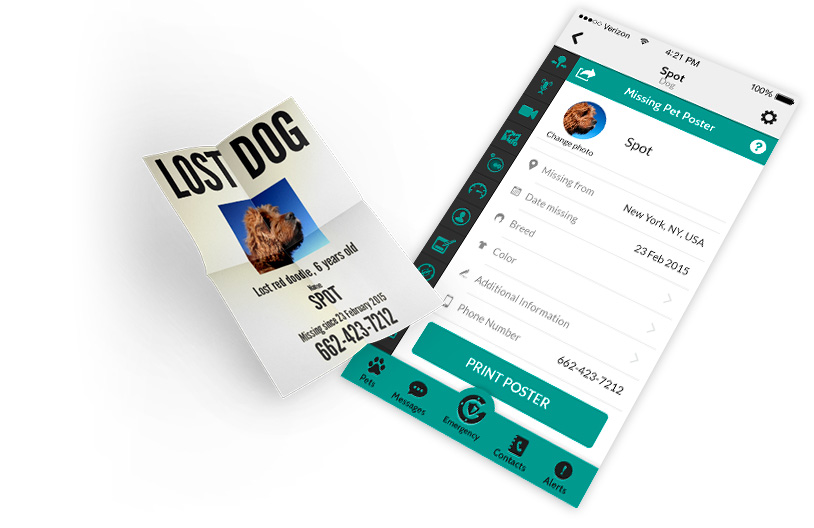 LOST DOG
Lost red doodle, 6 years old
SPOT
Missing since 23 February 2015
662-423-7212
Verizon
4:21 PM
100%
Spot
Dog
Missing Pet Poster
?
Change photo
Spot
Missing from
New York, NY, USA
Date missing
23 Feb 2015
Breed
Color
Additional Information
Phone Number
662-423-7212
PRINT POSTER
Pets
Messages
Emergency
Contacts
Alerts